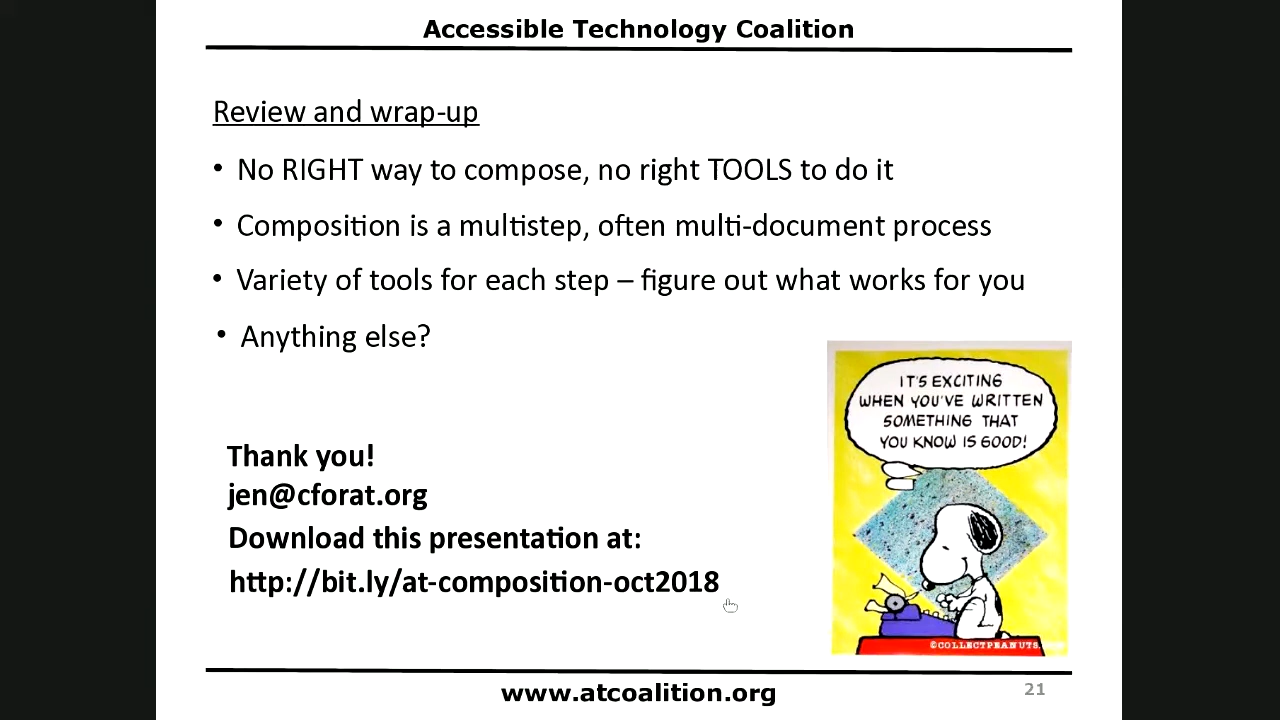 Accessible Technology Coalition
Review and wrap-up
• No RIGHT way to compose, no right TOOLS to do it
• Composition is a multistep, often multi-document process
• Variety of tools for each step – figure out what works for you
• Anything else?
IT'S EXCITING
WHEN YOU'VE WRITTEN
SOMETHING THAT
YOU KNOW IS GOOD!
Thank you!
jen@cforat.org
Download this presentation at:
http://bit.ly/at-composition-oct2018
©COLLECTPEANUTS.
www.atcoalition.org
21